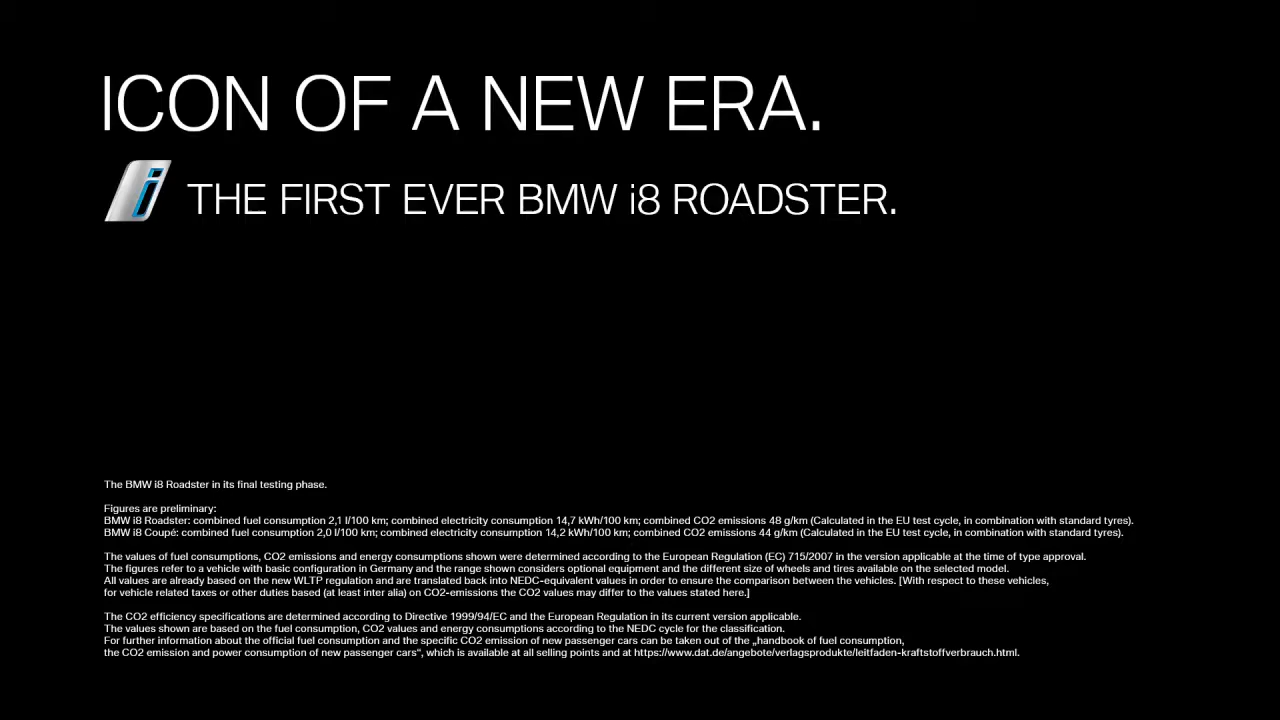 ICON OF A NEW ERA.
i THE FIRST EVER BMW i8 ROADSTER.
The BMW i8 Roadster in its final testing phase.
Figures are preliminary:
BMW i8 Roadster: combined fuel consumption 2,1 l/100 km; combined electricity consumption 14,7 kWh/100 km; combined CO2 emissions 48 g/km (Calculated in the EU test cycle, in combination with standard tyres).
BMW i8 Coupé: combined fuel consumption 2,0 l/100 km; combined electricity consumption 14,2 kWh/100 km; combined CO2 emissions 44 g/km (Calculated in the EU test cycle, in combination with standard tyres).
The values of fuel consumptions, CO2 emissions and energy consumptions shown were determined according to the European Regulation (EC) 715/2007 in the version applicable at the time of type approval.
The figures refer to a vehicle with basic configuration in Germany and the range shown considers optional equipment and the different size of wheels and tires available on the selected model.
All values are already based on the new WLTP regulation and are translated back into NEDC-equivalent values in order to ensure the comparison between the vehicles. [With respect to these vehicles,
for vehicle related taxes or other duties based (at least inter alia) on CO2-emissions the CO2 values may differ to the values stated here.]
The CO2 efficiency specifications are determined according to Directive 1999/94/EC and the European Regulation in its current version applicable.
The values shown are based on the fuel consumption, CO2 values and energy consumptions according to the NEDC cycle for the classification.
For further information about the official fuel consumption and the specific CO2 emission of new passenger cars can be taken out of the „handbook of fuel consumption,
the CO2 emission and power consumption of new passenger cars“, which is available at all selling points and at https://www.dat.de/angebote/verlagsprodukte/leitfaden-kraftstoffverbrauch.html.